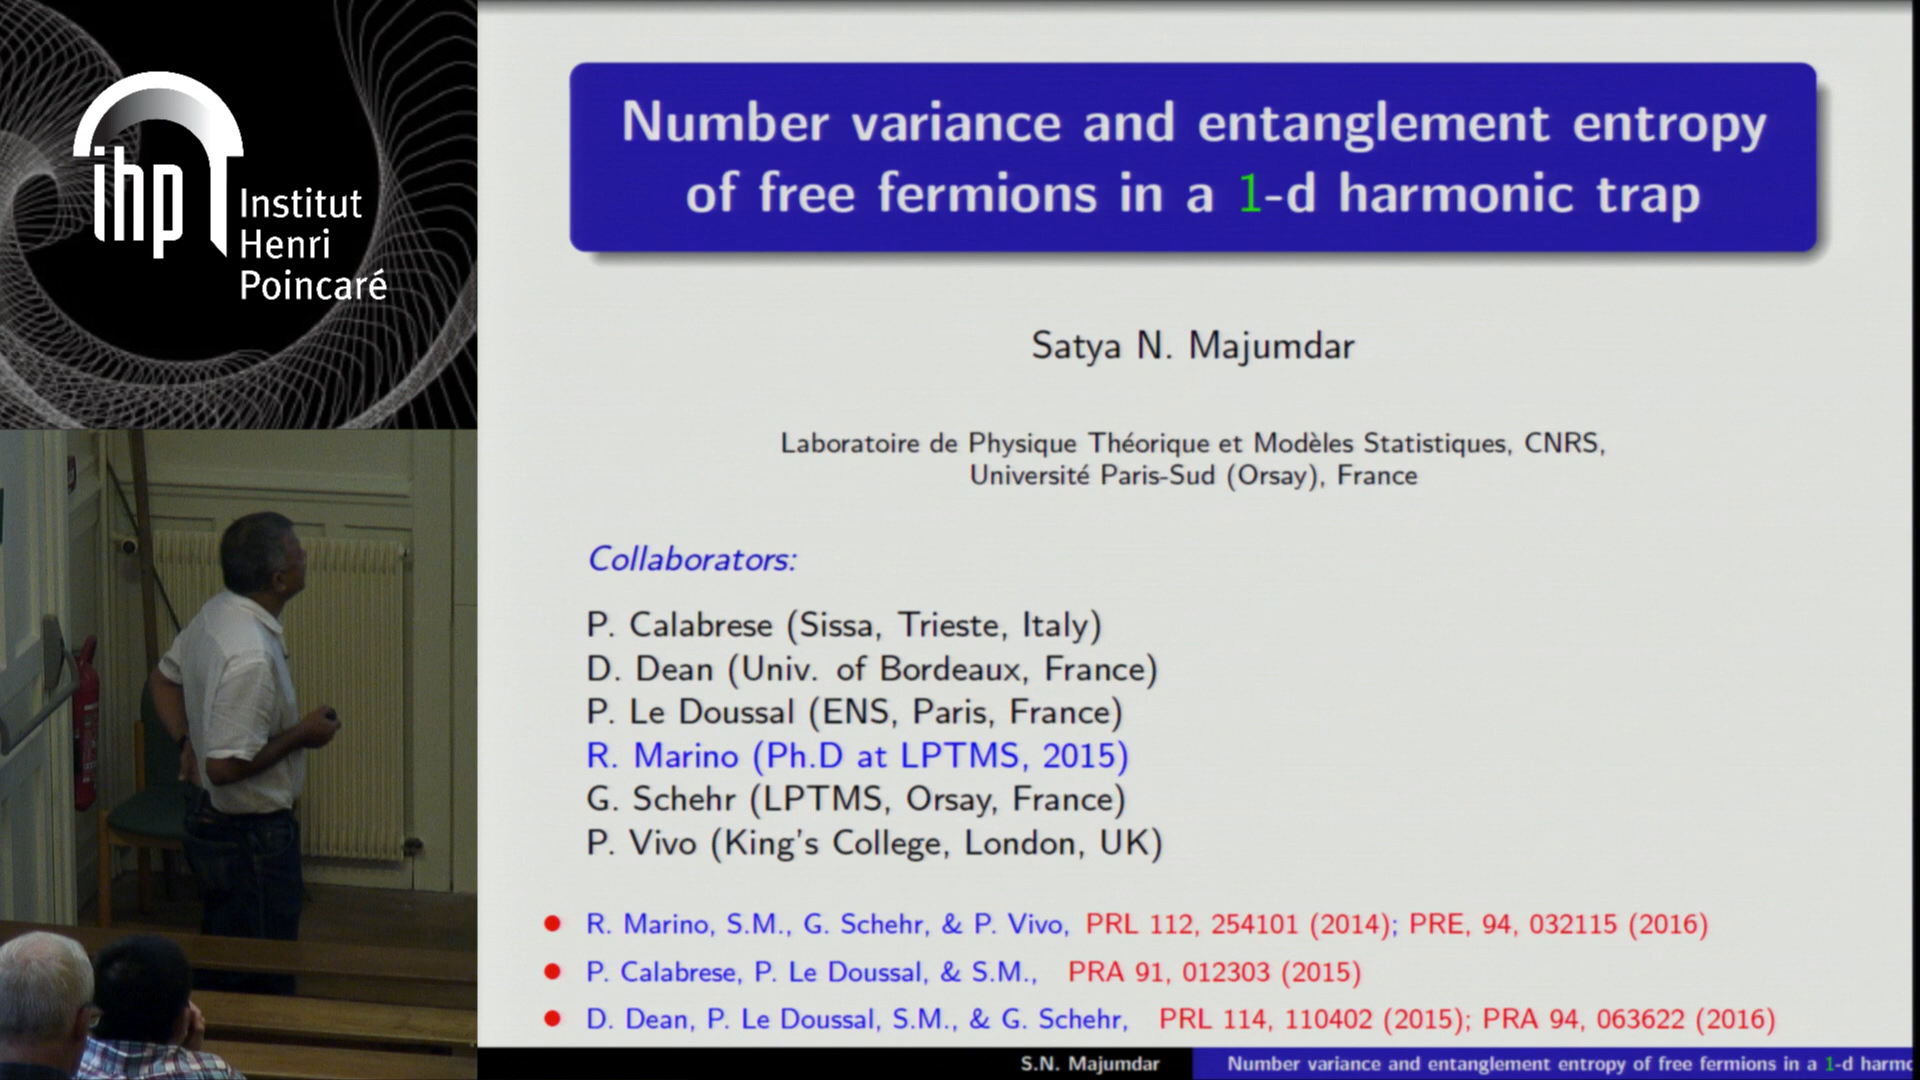 ihp
Institut
Henri
Poincaré
Number variance and entanglement entropy
of free fermions in a 1-d harmonic trap
Satya N. Majumdar
Laboratoire de Physique Théorique et Modèles Statistiques, CNRS,
Université Paris-Sud (Orsay), France
Collaborators:
P. Calabrese (Sissa, Trieste, Italy)
D. Dean (Univ. of Bordeaux, France)
P. Le Doussal (ENS, Paris, France)
R. Marino (Ph.D at LPTMS, 2015)
G. Schehr (LPTMS, Orsay, France)
P. Vivo (King's College, London, UK)
• R. Marino, S.M., G. Schehr, & P. Vivo, PRL 112, 254101 (2014); PRE, 94, 032115 (2016)
• P. Calabrese, P. Le Doussal, & S.M., PRA 91, 012303 (2015)
• D. Dean, P. Le Doussal, S.M., & G. Schehr, PRL 114, 110402 (2015); PRA 94, 063622 (2016)
S.N. Majumdar
Number variance and entanglement entropy of free fermions in a 1-d harmo